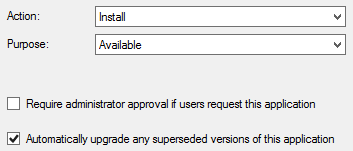 Action: Install
Purpose: Available
Require administrator approval if users request this application
Automatically upgrade any superseded versions of this application